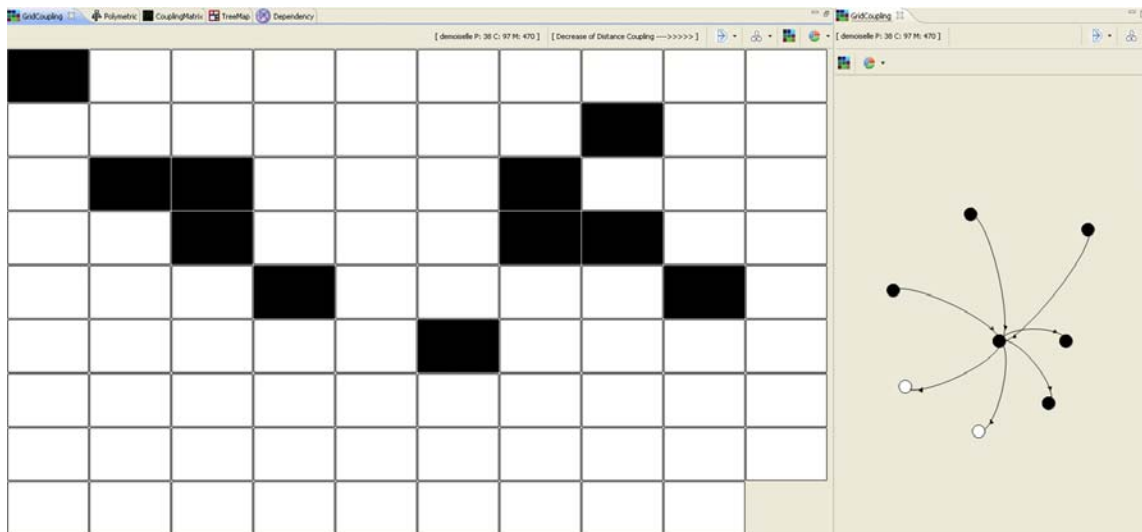 GridCoupling Polymetric CouplingMatrix TreeMap Dependency
[ demoiselle P: 38 C: 97 M: 470 ] [ Decrease of Distance Coupling --->>>>> ]
GridCoupling
[ demoiselle P: 38 C: 97 M: 470 ]